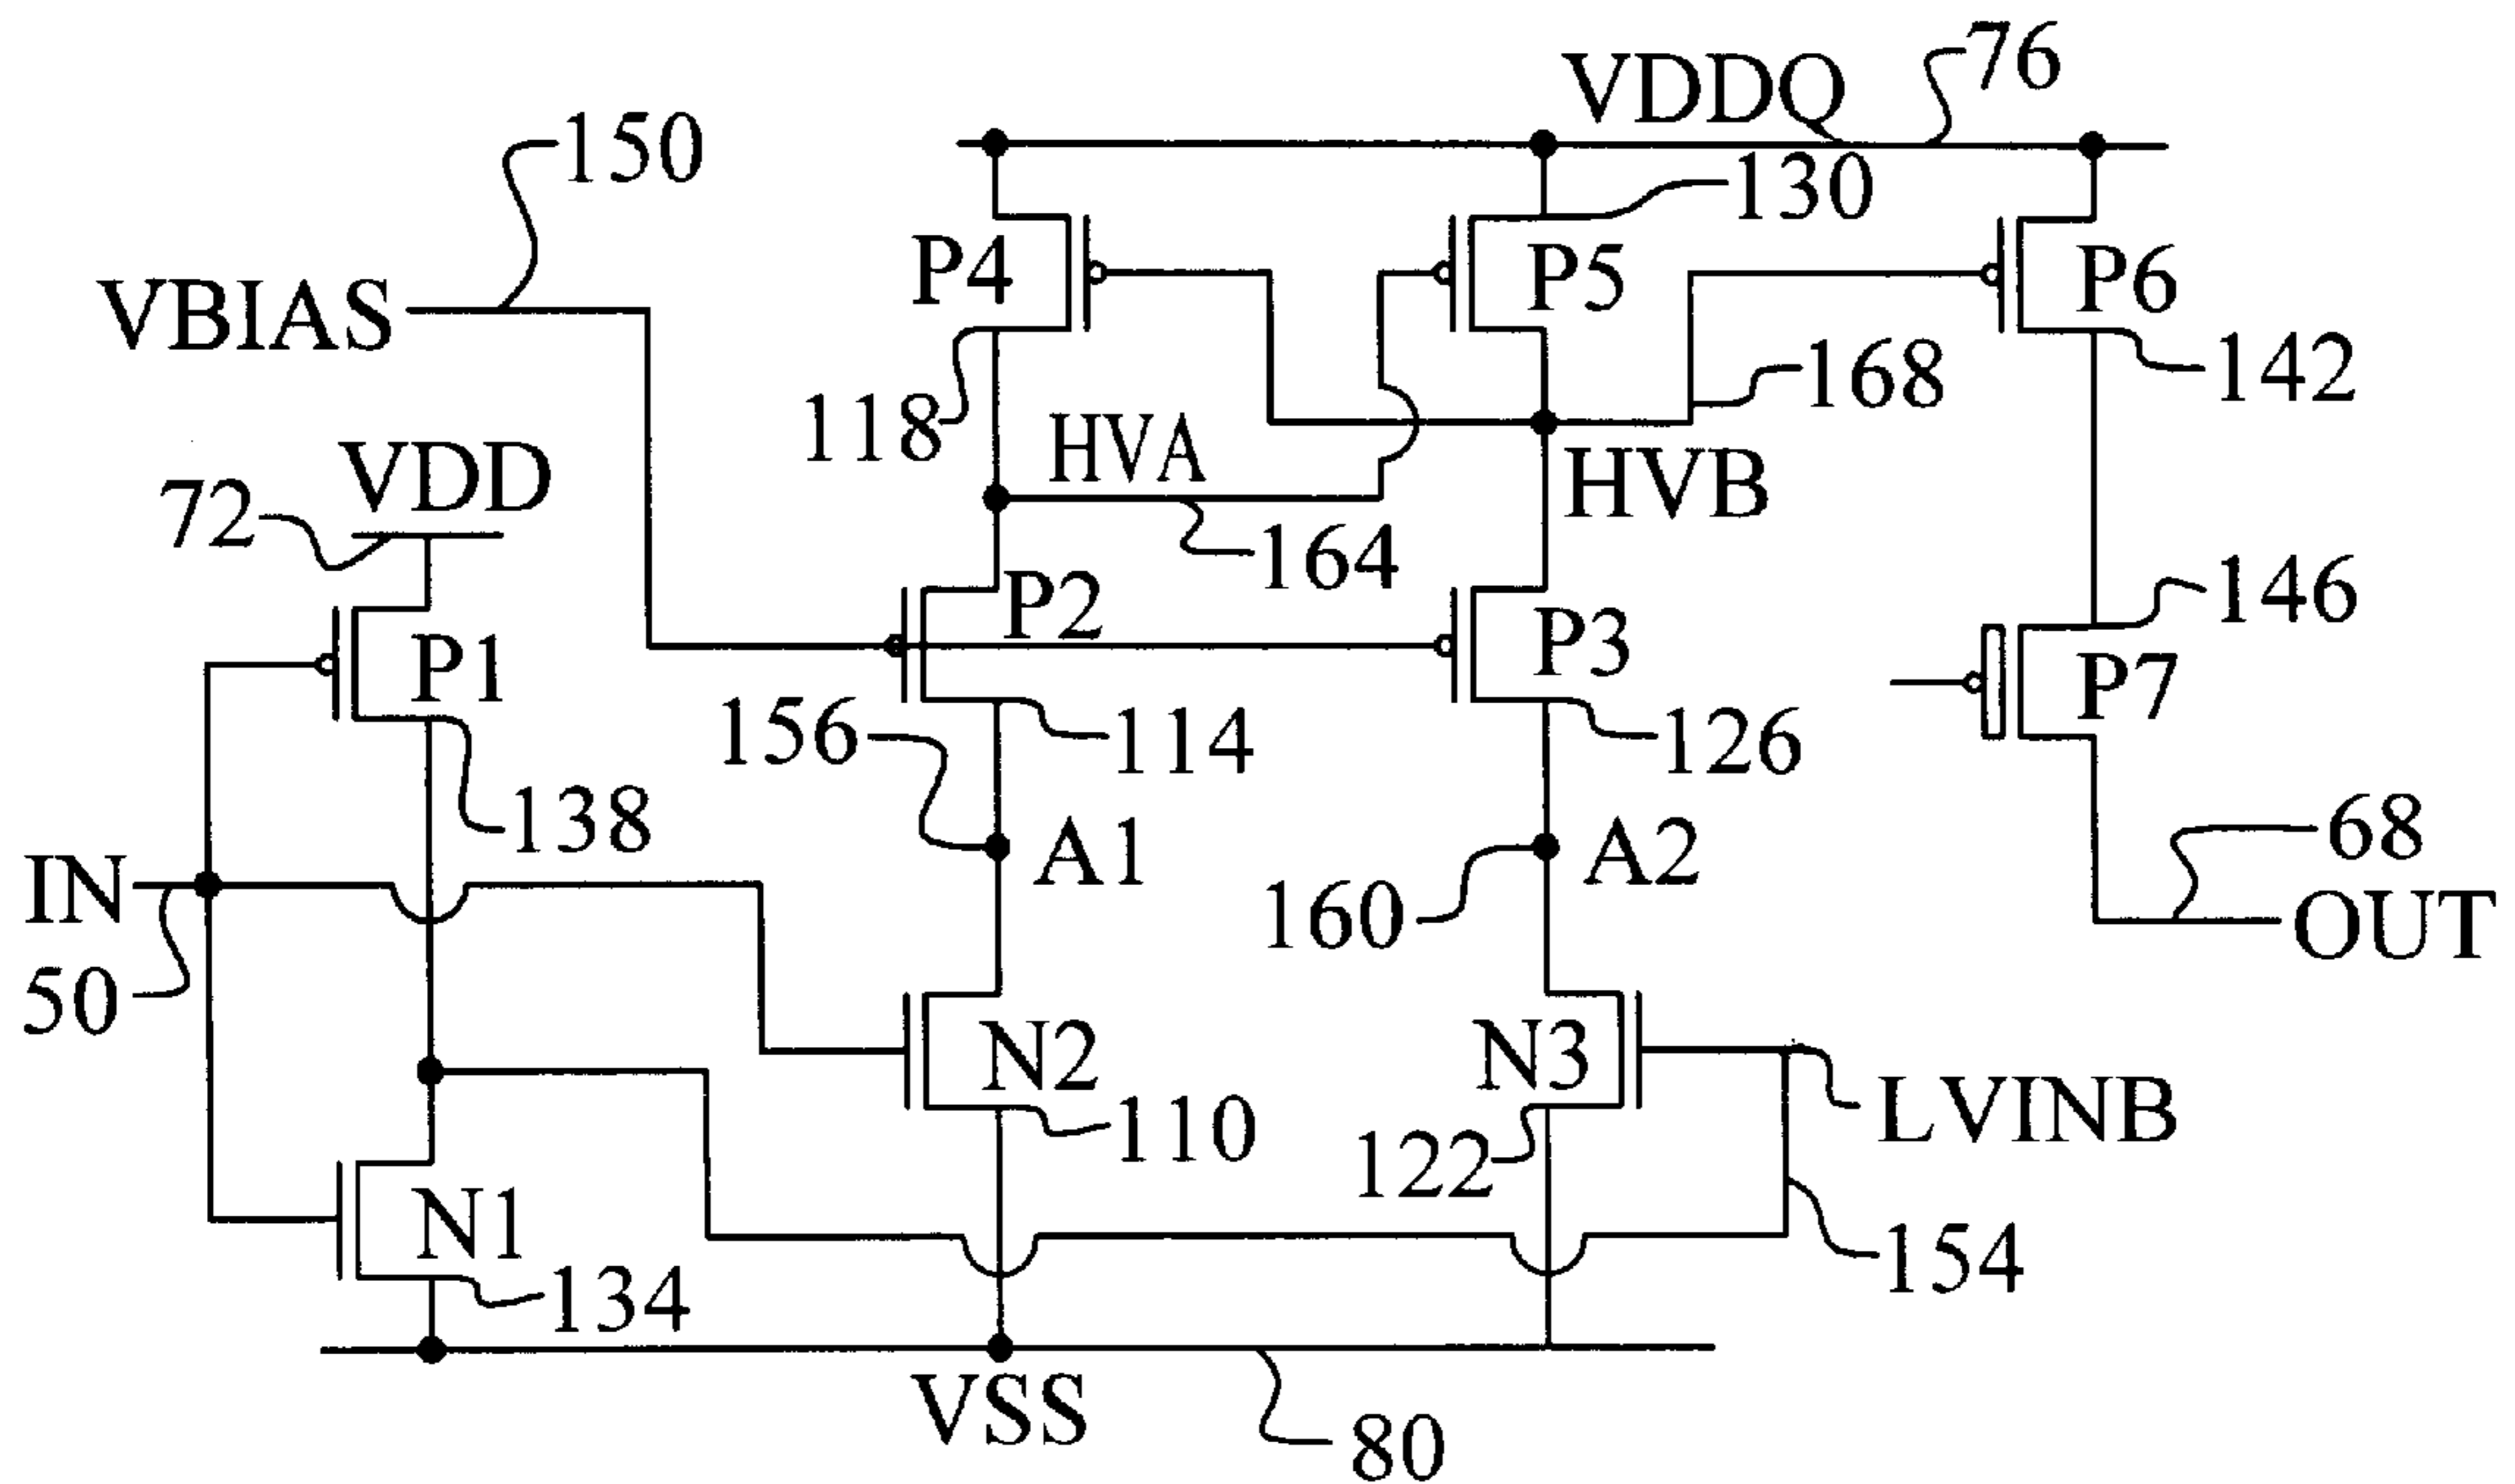 76
VDDQ
150
130
P4
P5
P6
VBIAS
142
168
118
HVA
VDD
HVB
72
164
146
P2
P3
P1
P7
156
114
126
138
68
IN
A1
A2
160
OUT
50
N2
N3
LVINB
110
122
N1
154
134
VSS
80